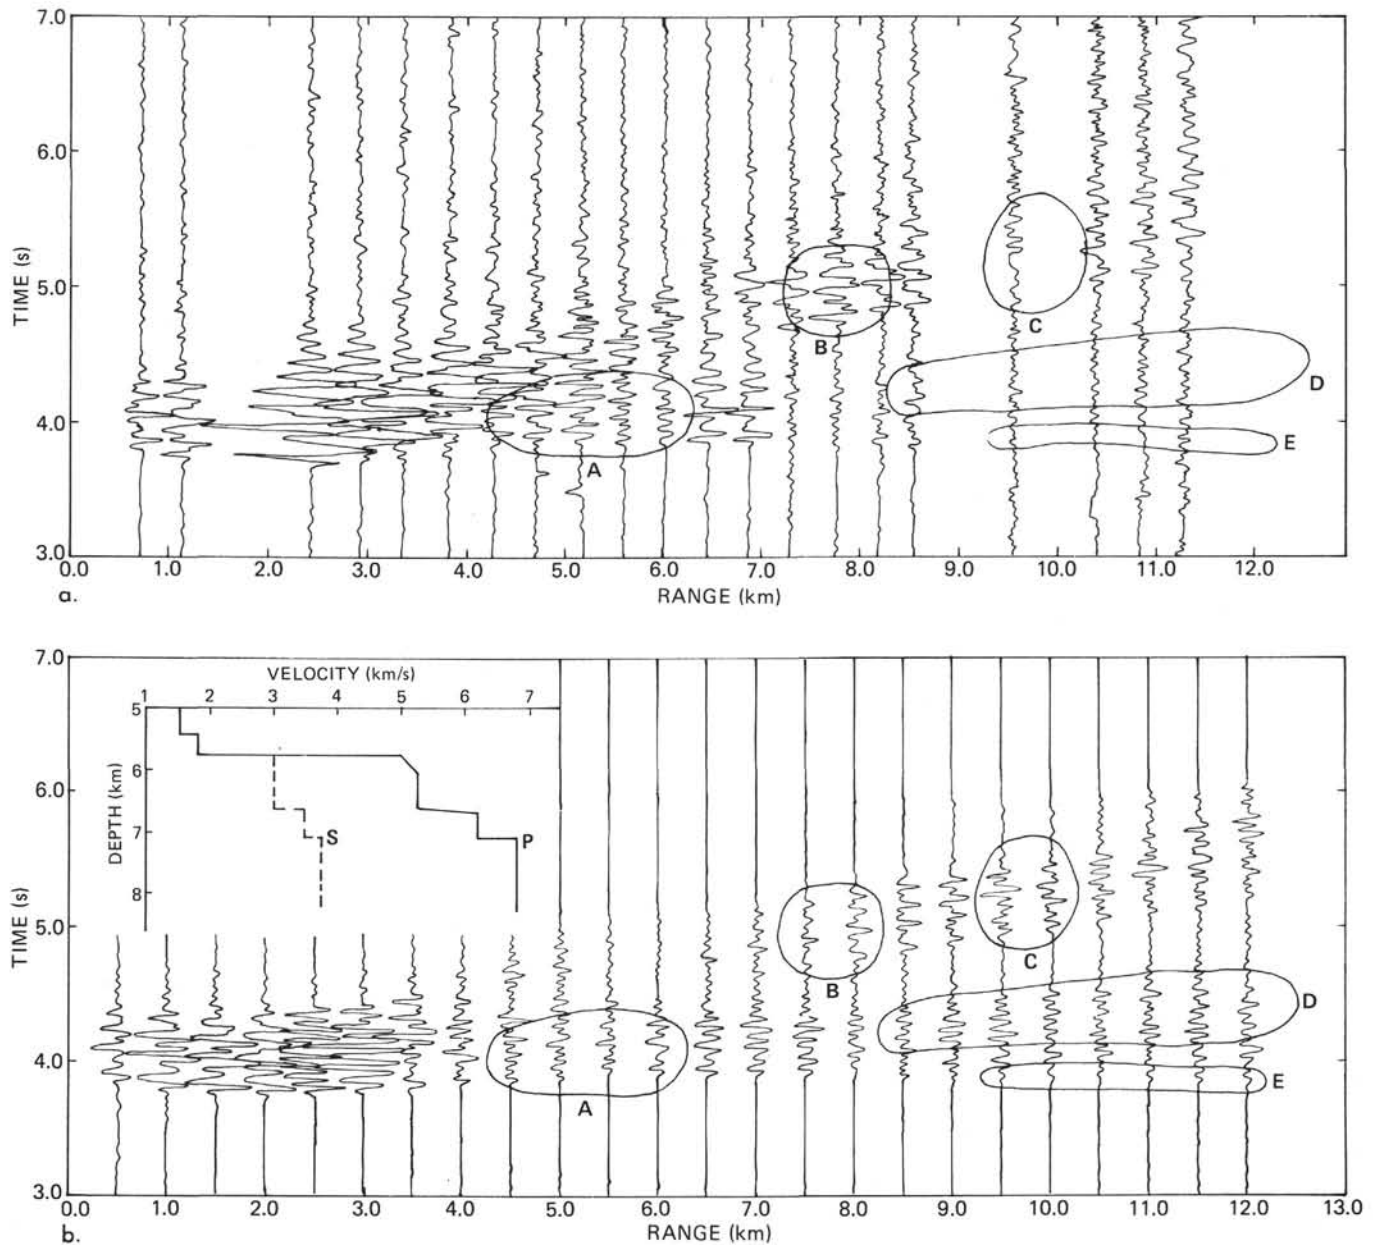 7.0
6.0
5.0
4.0
3.0
TIME (s)
A
B
C
D
E
0.0 1.0 2.0 3.0 4.0 5.0 6.0 7.0 8.0 9.0 10.0 11.0 12.0
a.
RANGE (km)
7.0
6.0
5.0
4.0
3.0
TIME (s)
VELOCITY (km/s)
1 2 3 4 5 6 7
5
6
7
8
DEPTH (km)
S
P
A
B
C
D
E
0.0 1.0 2.0 3.0 4.0 5.0 6.0 7.0 8.0 9.0 10.0 11.0 12.0 13.0
b.
RANGE (km)